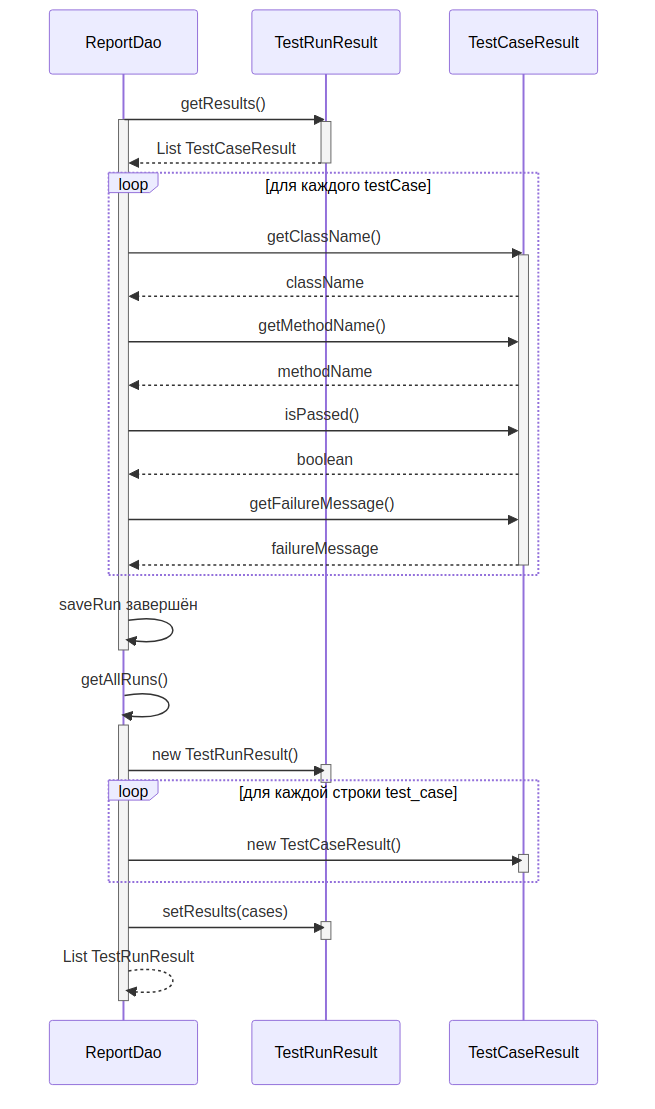 ReportDao
TestRunResult
TestCaseResult
getResults()
List TestCaseResult
loop
[для каждого testCase]
getClassName()
className
getMethodName()
methodName
isPassed()
boolean
getFailureMessage()
failureMessage
saveRun завершён
getAllRuns()
new TestRunResult()
loop
[для каждой строки test_case]
new TestCaseResult()
setResults(cases)
List TestRunResult
ReportDao
TestRunResult
TestCaseResult